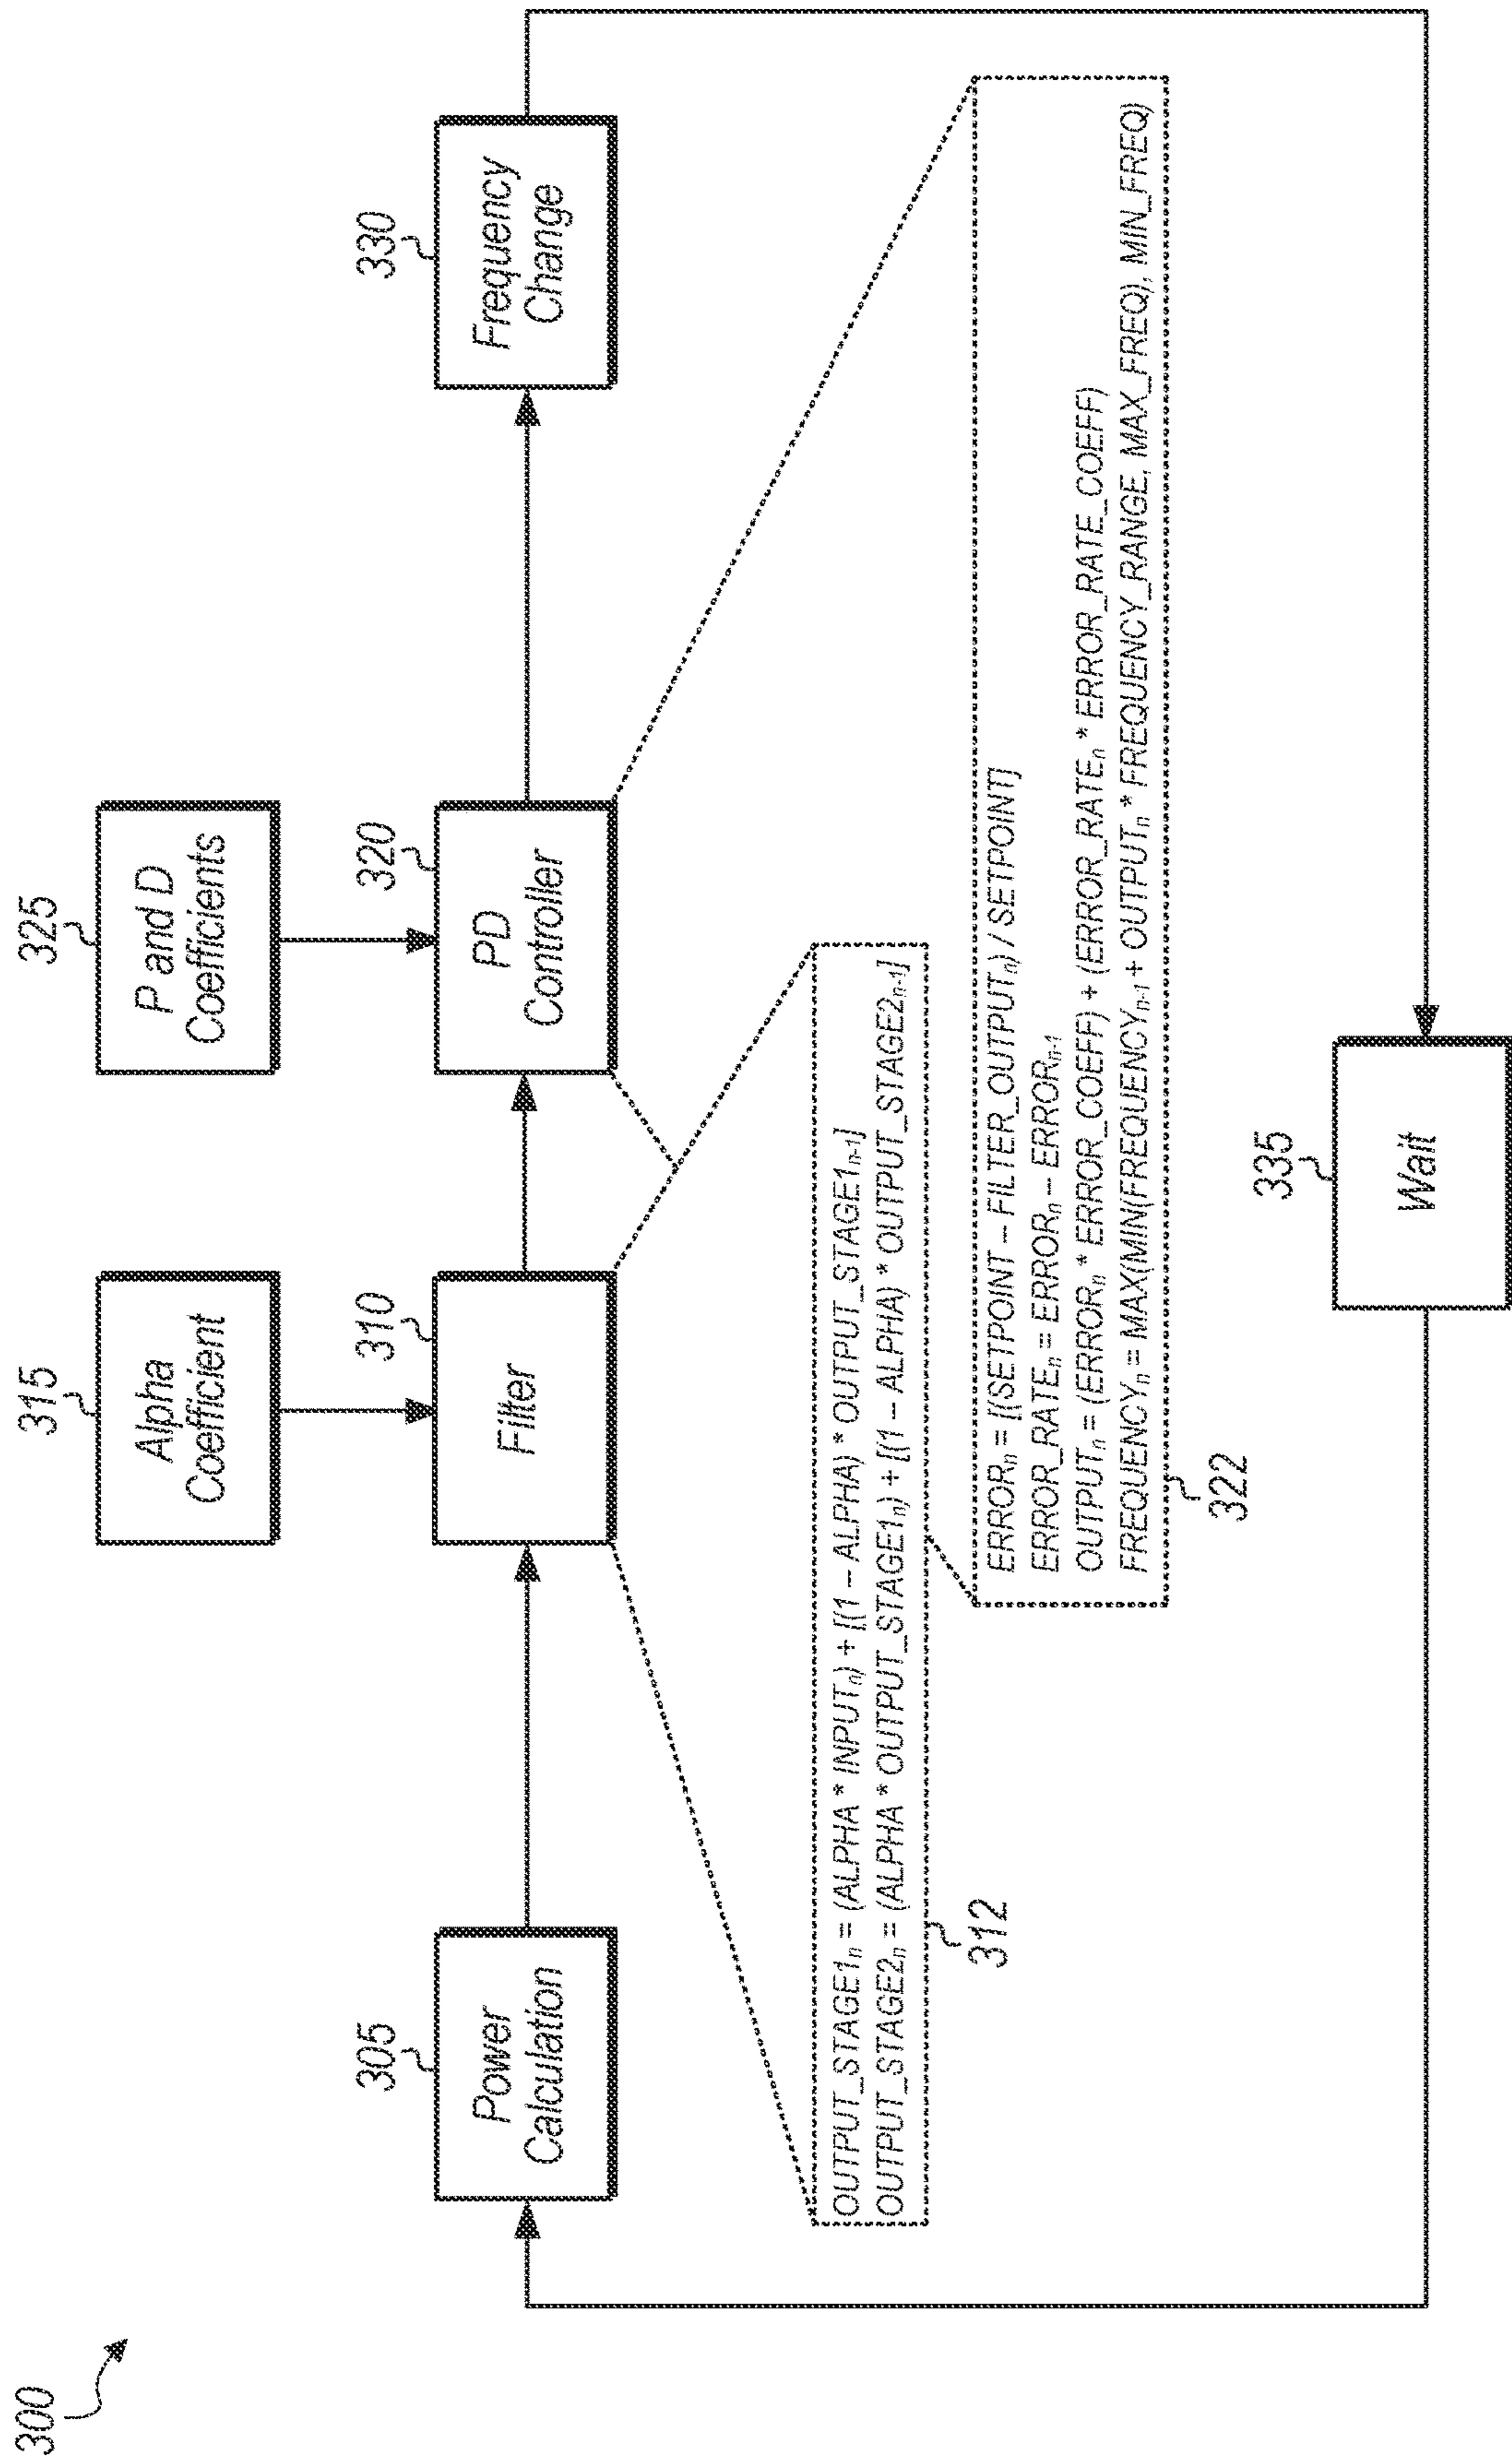 300
315
Alpha
Coefficient
325
P and D
Coefficients
305
Power
Calculation
310
Filter
320
PD
Controller
330
Frequency
Change
OUTPUT_STAGE1n = (ALPHA * INPUTn) + [(1 – ALPHA) * OUTPUT_STAGE1n-1]
OUTPUT_STAGE2n = (ALPHA * OUTPUT_STAGE1n) + [(1 – ALPHA) * OUTPUT_STAGE2n-1]
312
ERRORn = [(SETPOINT – FILTER_OUTPUTn) / SETPOINT]
ERROR_RATEn = ERRORn – ERRORn-1
OUTPUTn = (ERRORn * ERROR_COEFF) + (ERROR_RATEn * ERROR_RATE_COEFF)
FREQUENCYn = MAX(MIN(FREQUENCYn-1 + OUTPUTn * FREQUENCY_RANGE, MAX_FREQ), MIN_FREQ)
322
335
Wait